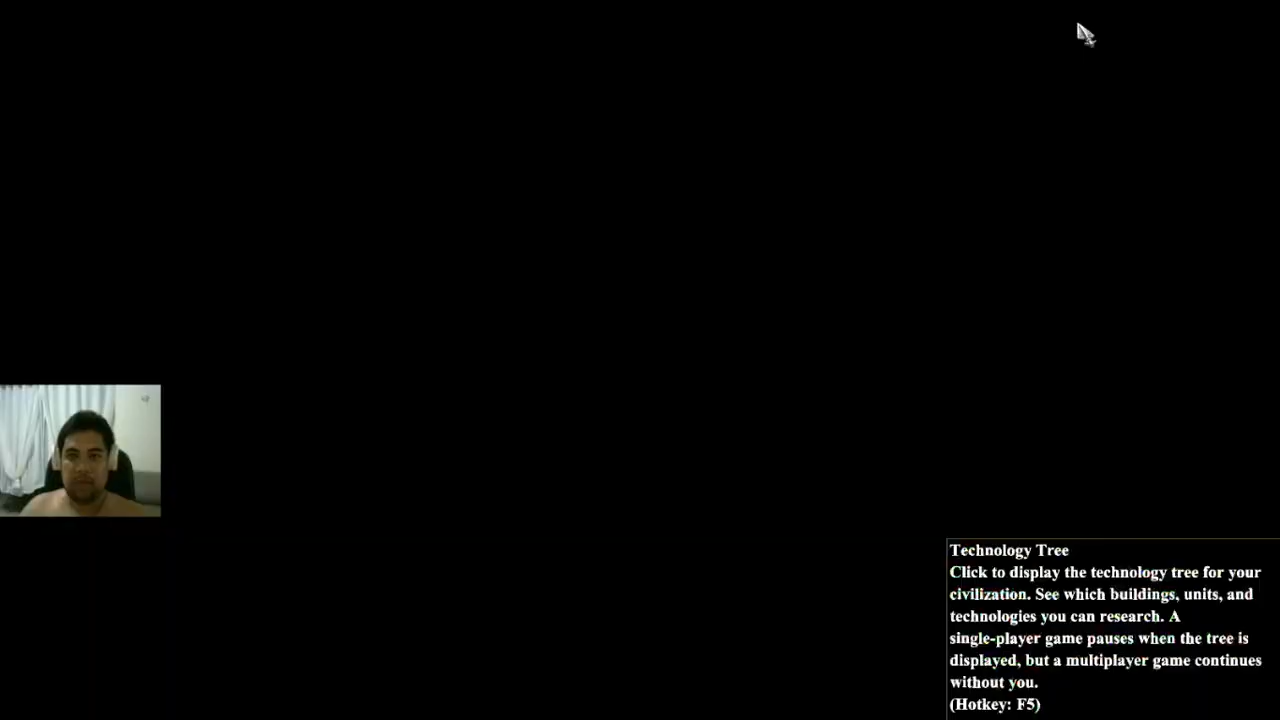 Technology Tree
Click to display the technology tree for your
civilization. See which buildings, units, and
technologies you can research. A
single-player game pauses when the tree is
displayed, but a multiplayer game continues
without you.
(Hotkey: F5)